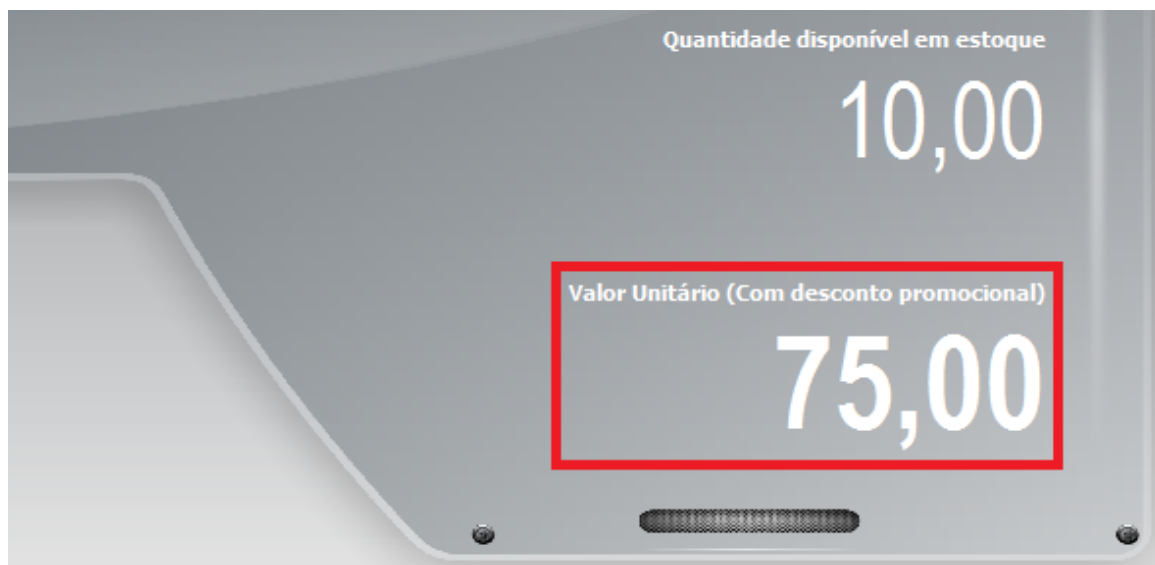 Quantidade disponível em estoque
10,00
Valor Unitário (Com desconto promocional)
75,00